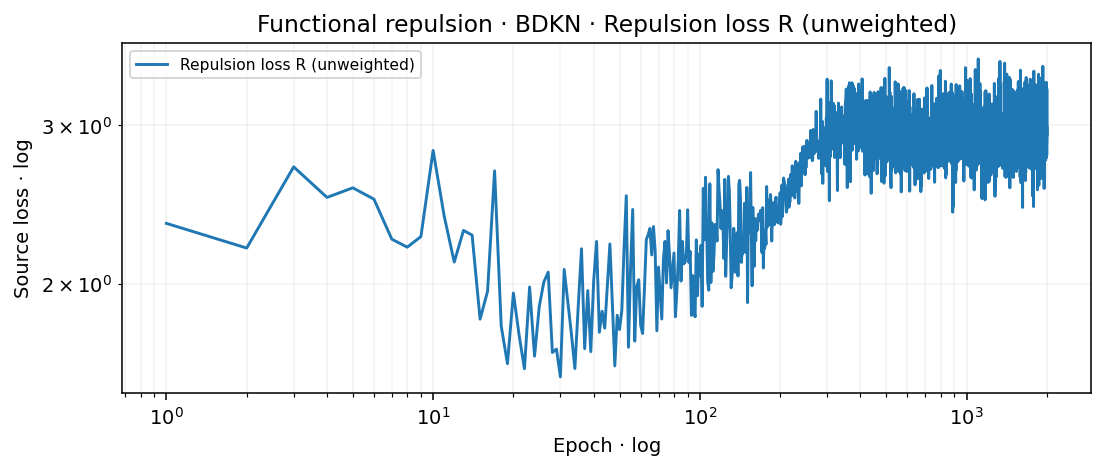 Functional repulsion · BDKN · Repulsion loss R (unweighted)
Repulsion loss R (unweighted)
Source loss · log
3 × 10⁰
2 × 10⁰
10⁰ 10¹ 10² 10³
Epoch · log